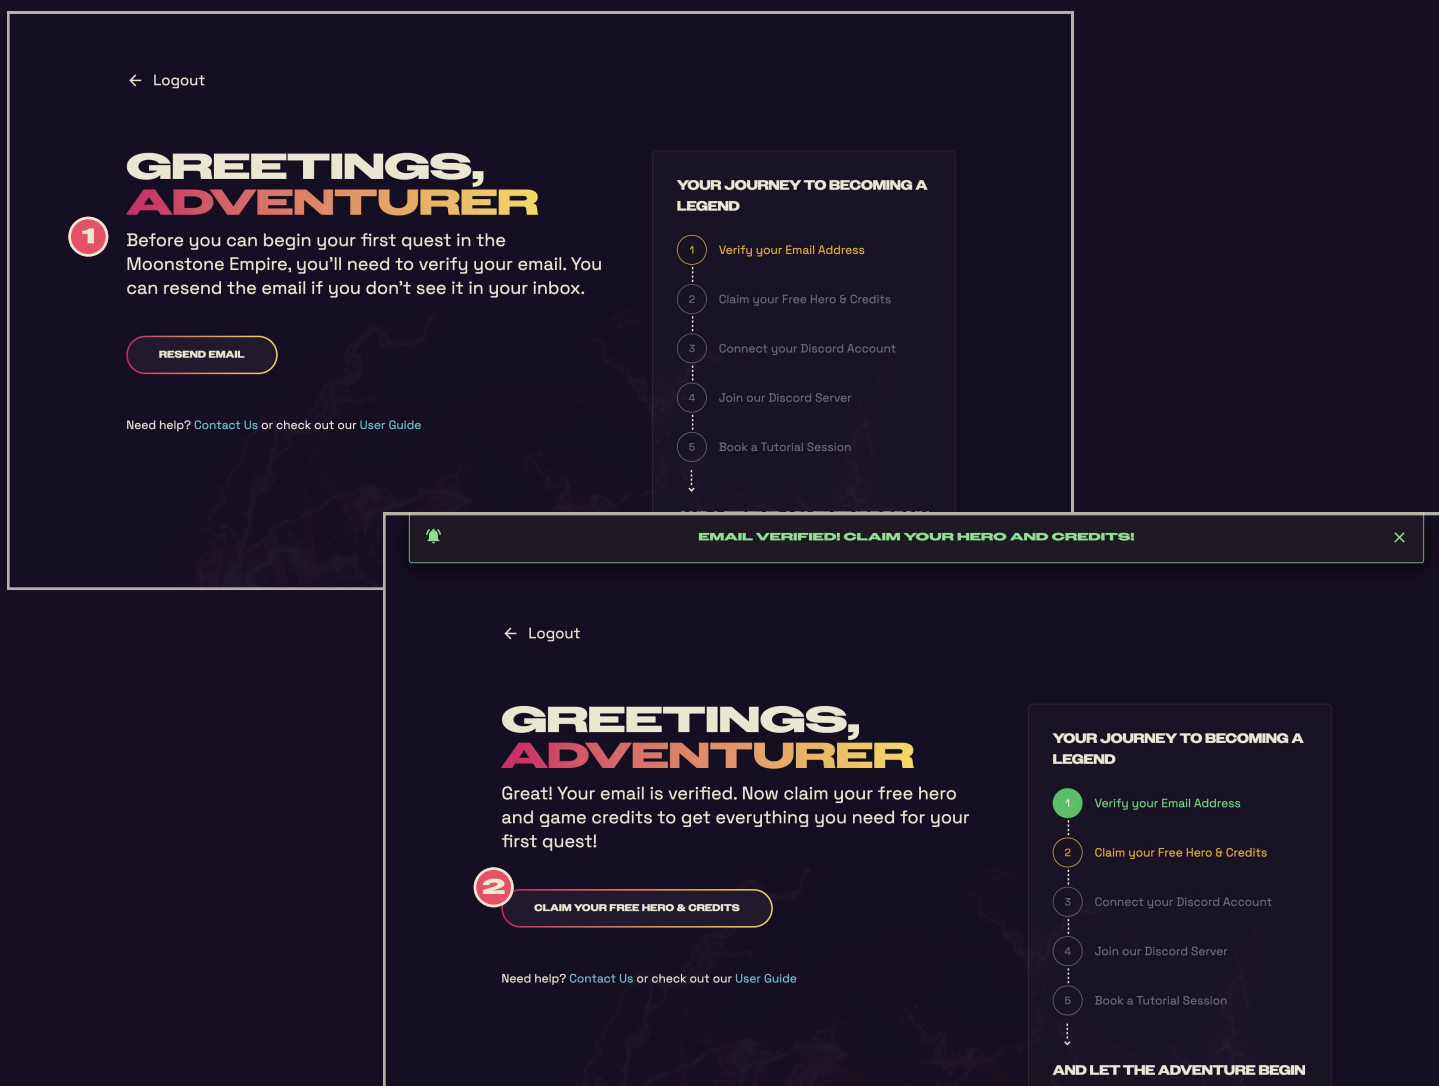 Logout
GREETINGS,
ADVENTURER
1
Before you can begin your first quest in the
Moonstone Empire, you'll need to verify your email. You
can resend the email if you don't see it in your inbox.
RESEND EMAIL
Need help? Contact Us or check out our User Guide
YOUR JOURNEY TO BECOMING A
LEGEND
1 Verify your Email Address
2 Claim your Free Hero & Credits
3 Connect your Discord Account
4 Join our Discord Server
5 Book a Tutorial Session
EMAIL VERIFIED! CLAIM YOUR HERO AND CREDITS!
Logout
GREETINGS,
ADVENTURER
Great! Your email is verified. Now claim your free hero
and game credits to get everything you need for your
first quest!
2
CLAIM YOUR FREE HERO & CREDITS
Need help? Contact Us or check out our User Guide
YOUR JOURNEY TO BECOMING A
LEGEND
1 Verify your Email Address
2 Claim your Free Hero & Credits
3 Connect your Discord Account
4 Join our Discord Server
5 Book a Tutorial Session
AND LET THE ADVENTURE BEGIN